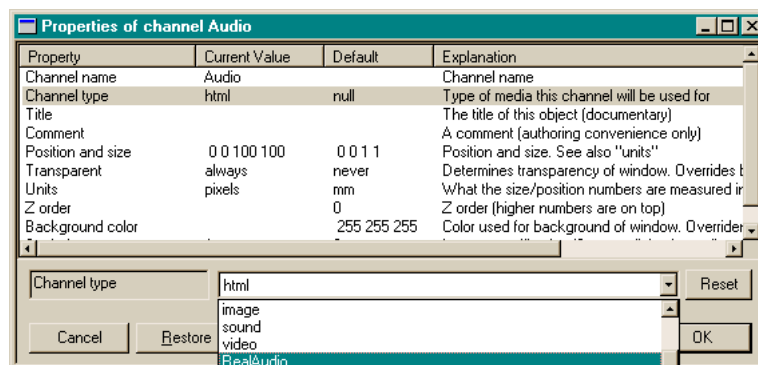 Properties of channel Audio
Property Current Value Default Explanation
Channel name Audio Channel name
Channel type html null Type of media this channel will be used for
Title The title of this object (documentary)
Comment A comment (authoring convenience only)
Position and size 0 0 100 100 0 0 1 1 Position and size. See also "units"
Transparent always never Determines transparency of window. Overrides
Units pixels mm What the size/position numbers are measured
Z order 0 Z order (higher numbers are on top)
Background color 255 255 255 Color used for background of window. Overrider
Channel type html Reset
image
sound
Cancel Restore video OK
RealAudio